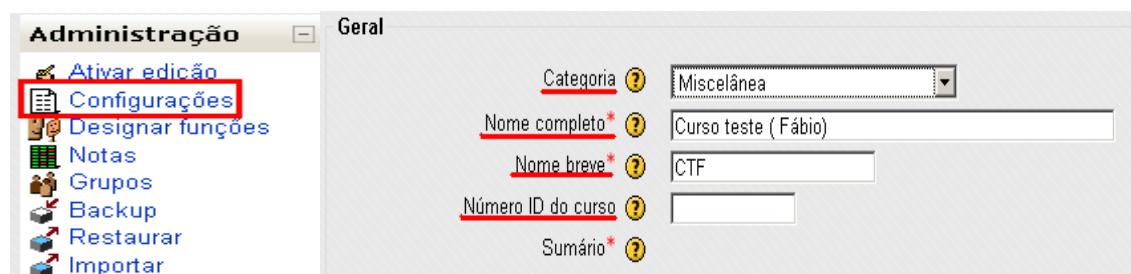 Administração
Ativar edição
Configurações
Designar funções
Notas
Grupos
Backup
Restaurar
Importar
Geral
Categoria Miscelânea
Nome completo* Curso teste ( Fábio)
Nome breve* CTF
Número ID do curso
Sumário*